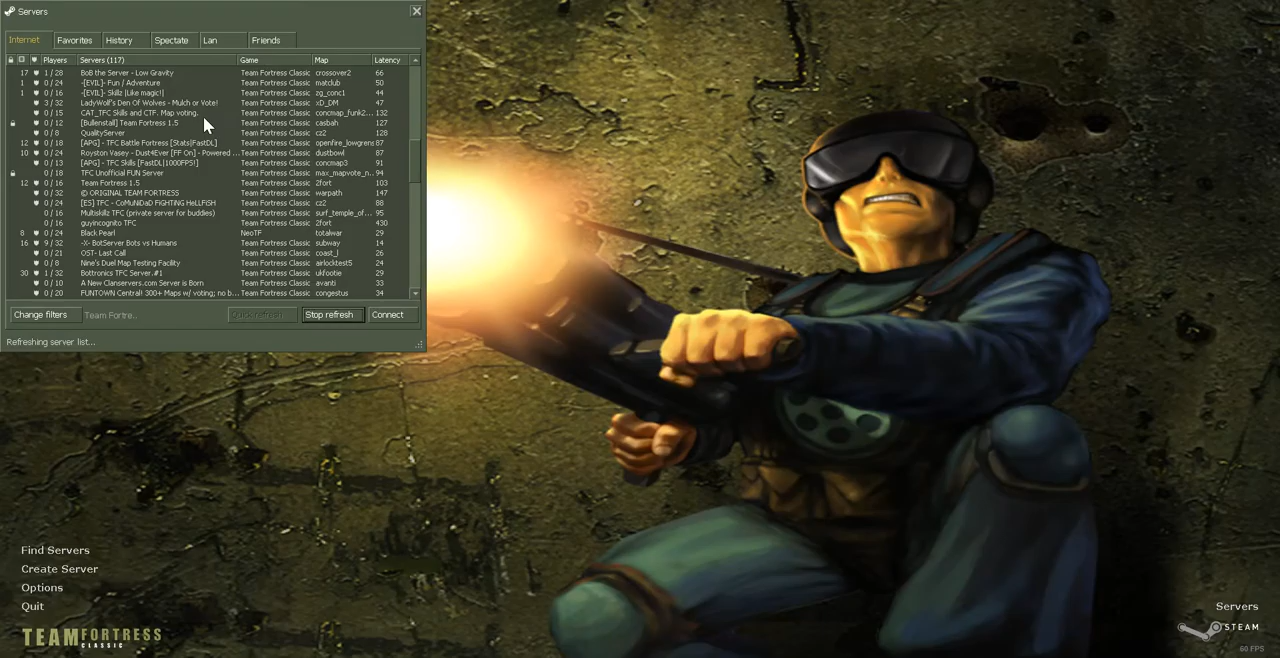 Servers
Internet Favorites History Spectate Lan Friends
Players Servers (117) Game Map Latency
17 1 / 28 BoB the Server - Low Gravity Team Fortress Classic crossover2 66
1 0 / 24 -[EVIL]- Fun / Adventure Team Fortress Classic matclub 50
1 0 / 16 -[EVIL]- Skillz |Like magic!| Team Fortress Classic zg_conc1 44
3 / 32 LadyWolf's Den Of Wolves - Mulch or Vote! Team Fortress Classic xD_DM 47
0 / 15 CAT_TFC Skills and CTF. Map voting. Team Fortress Classic concmap_funk2... 132
0 / 12 [Bullenstall] Team Fortress 1.5 Team Fortress Classic casbah 127
0 / 8 QualityServer Team Fortress Classic cz2 128
12 0 / 18 [APG] - TFC Battle Fortress [Stats|FastDL] Team Fortress Classic openfire_lowgrens 87
10 0 / 24 Royston Vasey - Dust4Ever [FF On] - Powered ... Team Fortress Classic dustbowl 87
0 / 13 [APG] - TFC Skills [FastDL|1000FPS!] Team Fortress Classic concmap3 91
0 / 18 TFC Unofficial FUN Server Team Fortress Classic max_mapvote_n... 94
12 0 / 16 Team Fortress 1.5 Team Fortress Classic 2fort 103
0 / 32 © ORIGINAL TEAM FORTRESS Team Fortress Classic warpath 147
0 / 24 [ES] TFC - CoMUNiDaD FiGHTiNG HeLLFiSH Team Fortress Classic cz2 88
0 / 16 Multiskillz TFC (private server for buddies) Team Fortress Classic surf_temple_of... 95
0 / 16 guyincognito TFC Team Fortress Classic 2fort 430
8 0 / 24 Black Pearl NeoTF totalwar 29
16 9 / 32 -X- BotServer Bots vs Humans Team Fortress Classic subway 14
0 / 21 OST- Last Call Team Fortress Classic coast_l 26
0 / 8 Nine's Duel Map Testing Facility Team Fortress Classic airlocktest5 24
30 1 / 32 Bottronics TFC Server.#1 Team Fortress Classic ukfootie 29
0 / 10 A New Clanservers.com Server is Born Team Fortress Classic avanti 33
0 / 20 FUNTOWN Central! 300+ Maps w/ voting; no b... Team Fortress Classic congestus 34
Change filters Team Fortre.. Quick refresh Stop refresh Connect
Refreshing server list...
Find Servers
Create Server
Options
Quit
TEAM FORTRESS
CLASSIC
Servers
STEAM
60 FPS